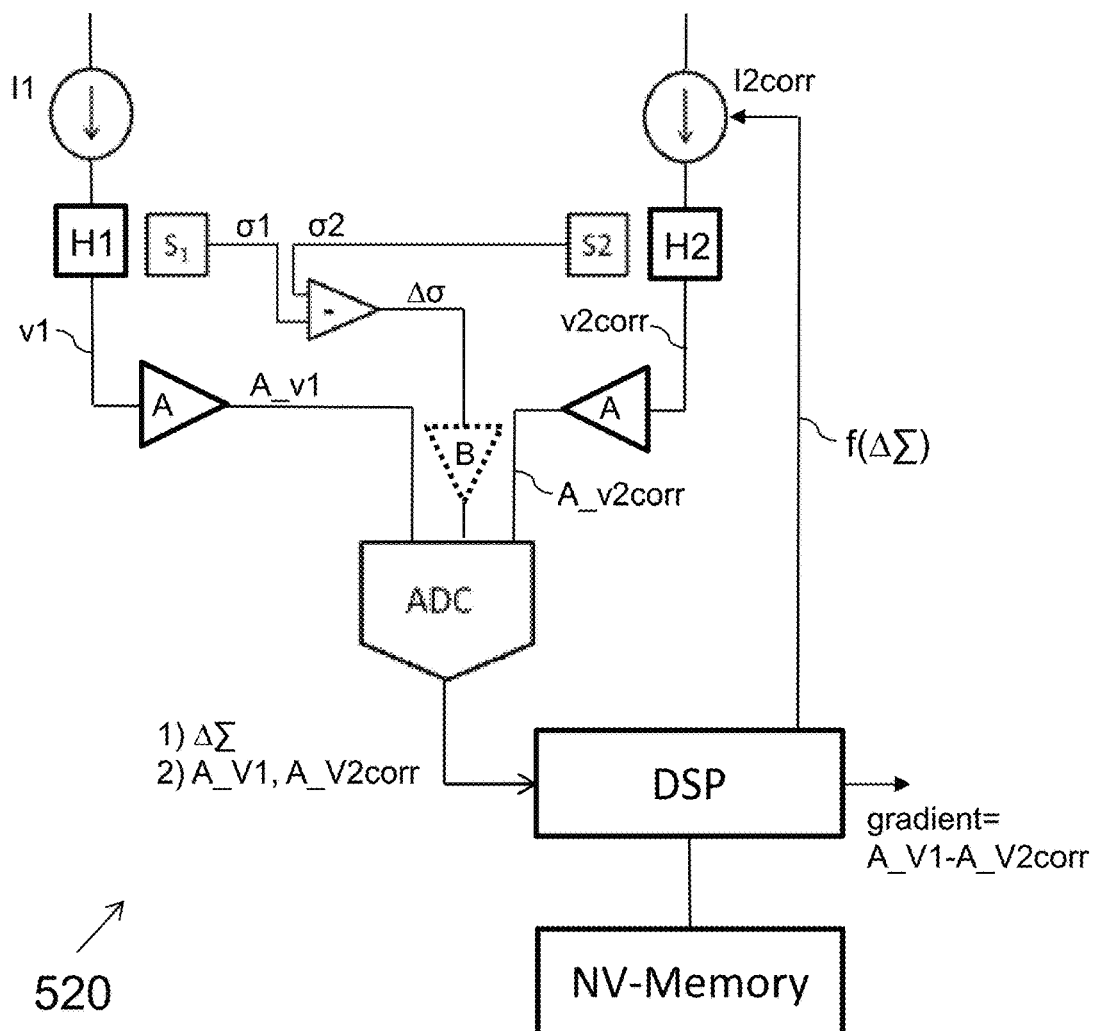 I1
I2corr
H1
S1
σ1
σ2
S2
H2
-
Δσ
v1
v2corr
A
A_v1
B
A
A_v2corr
f(Δ∑)
ADC
1) Δ∑
2) A_V1, A_V2corr
DSP
gradient=
A_V1-A_V2corr
520
NV-Memory